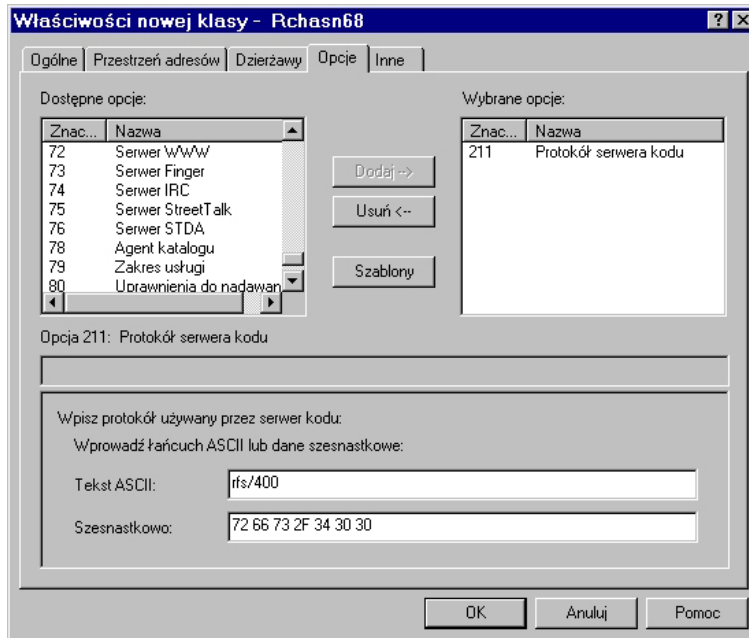 Właściwości nowej klasy - Rchasn68
Ogólne Przestrzeń adresów Dzierżawy Opcje Inne
Dostępne opcje: Wybrane opcje:
Znac... Nazwa Znac... Nazwa
72 Serwer WWW 211 Protokół serwera kodu
73 Serwer Finger
74 Serwer IRC
75 Serwer StreetTalk
76 Serwer STDA
78 Agent katalogu
79 Zakres usługi
80 Uprawnienia do nadawan
Dodaj -->
Usuń <--
Szablony
Opcja 211: Protokół serwera kodu
Wpisz protokół używany przez serwer kodu:
Wprowadź łańcuch ASCII lub dane szesnastkowe:
Tekst ASCII: rfs/400
Szesnastkowo: 72 66 73 2F 34 30 30
OK Anuluj Pomoc